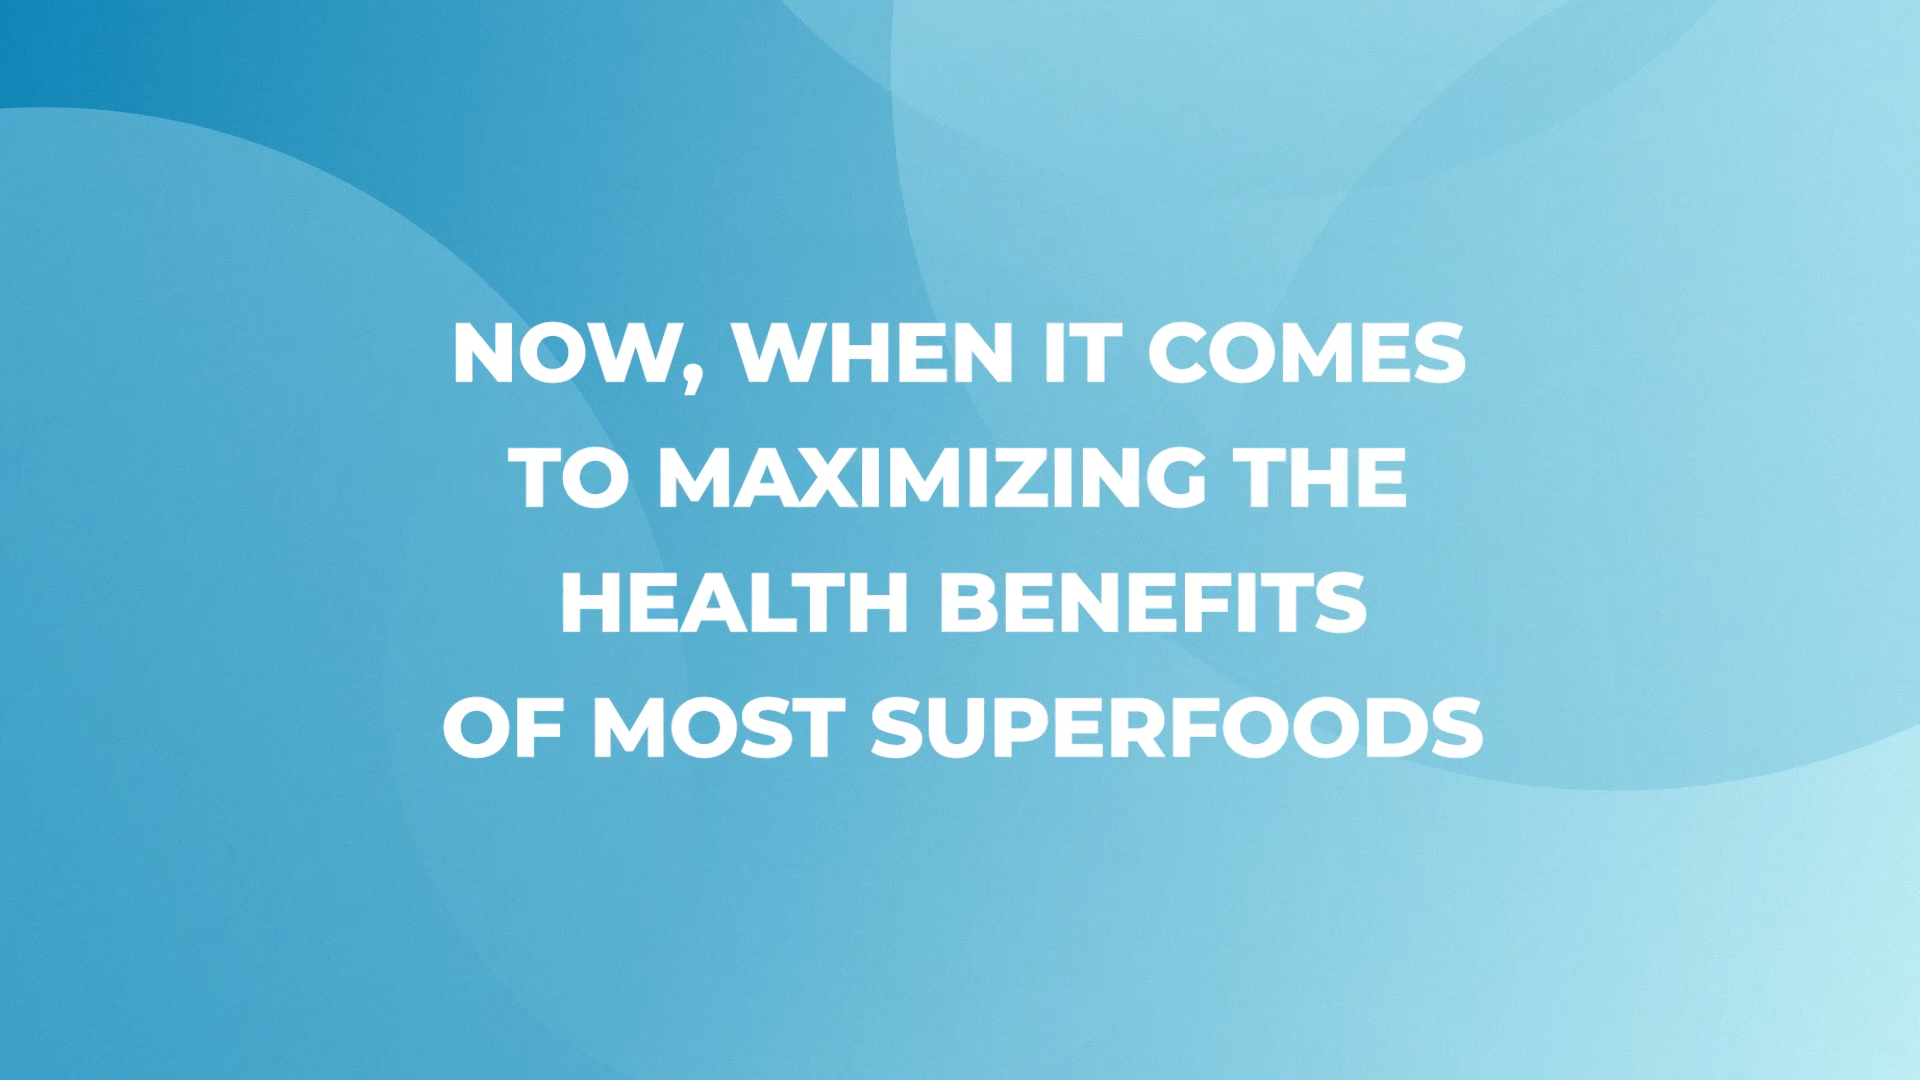 NOW, WHEN IT COMES
TO MAXIMIZING THE
HEALTH BENEFITS
OF MOST SUPERFOODS